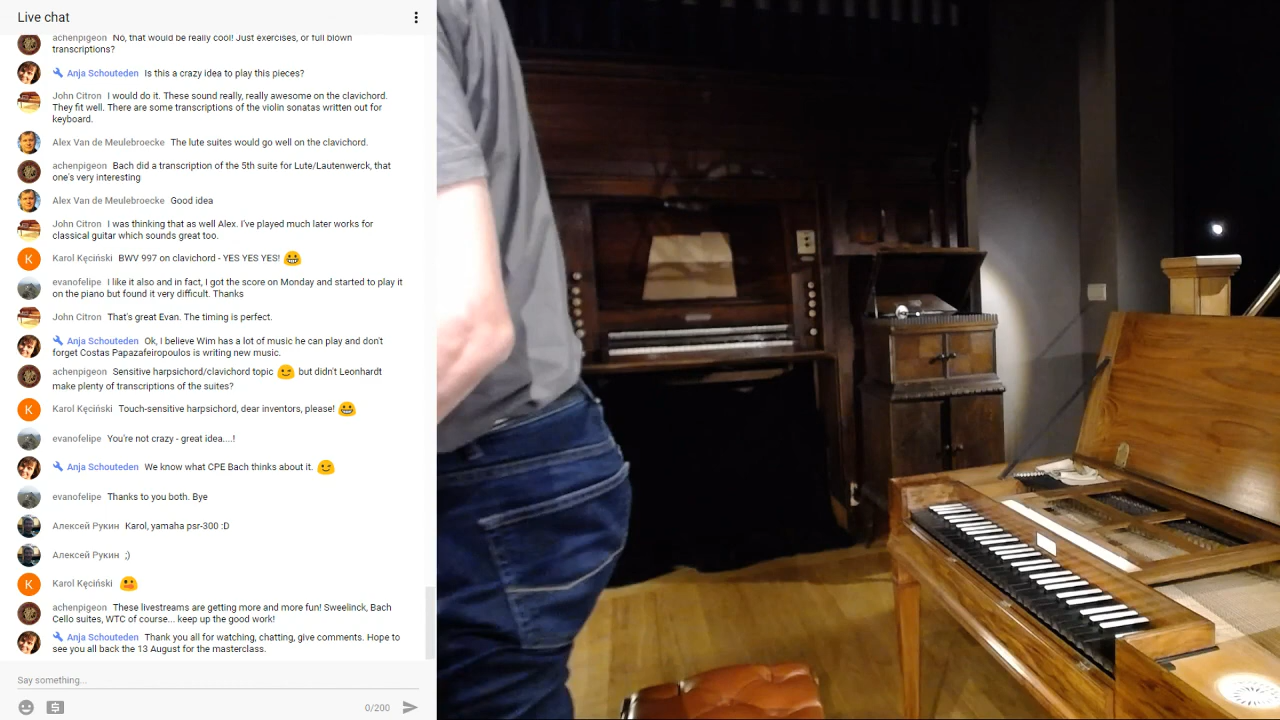 Live chat
achenpigeon No, that would be really cool! Just exercises, or full blown
transcriptions?
Anja Schouteden Is this a crazy idea to play this pieces?
John Citron I would do it. These sound really, really awesome on the clavichord.
They fit well. There are some transcriptions of the violin sonatas written out for
keyboard.
Alex Van de Meulebroecke The lute suites would go well on the clavichord.
achenpigeon Bach did a transcription of the 5th suite for Lute/Lautenwerck, that
one's very interesting
Alex Van de Meulebroecke Good idea
John Citron I was thinking that as well Alex. I've played much later works for
classical guitar which sounds great too.
K
Karol Kęciński BWV 997 on clavichord - YES YES YES! 😁
evanofelipe I like it also and in fact, I got the score on Monday and started to play it
on the piano but found it very difficult. Thanks
John Citron That's great Evan. The timing is perfect.
Anja Schouteden Ok, I believe Wim has a lot of music he can play and don't
forget Costas Papazafeiropoulos is writing new music.
achenpigeon Sensitive harpsichord/clavichord topic 😉 but didn't Leonhardt
make plenty of transcriptions of the suites?
K
Karol Kęciński Touch-sensitive harpsichord, dear inventors, please! 😁
evanofelipe You're not crazy - great idea....!
Anja Schouteden We know what CPE Bach thinks about it. 😉
evanofelipe Thanks to you both. Bye
Алексей Рукин Karol, yamaha psr-300 :D
Алексей Рукин ;)
K
Karol Kęciński 😛
achenpigeon These livestreams are getting more and more fun! Sweelinck, Bach
Cello suites, WTC of course... keep up the good work!
Anja Schouteden Thank you all for watching, chatting, give comments. Hope to
see you all back the 13 August for the masterclass.
Say something...
0/200